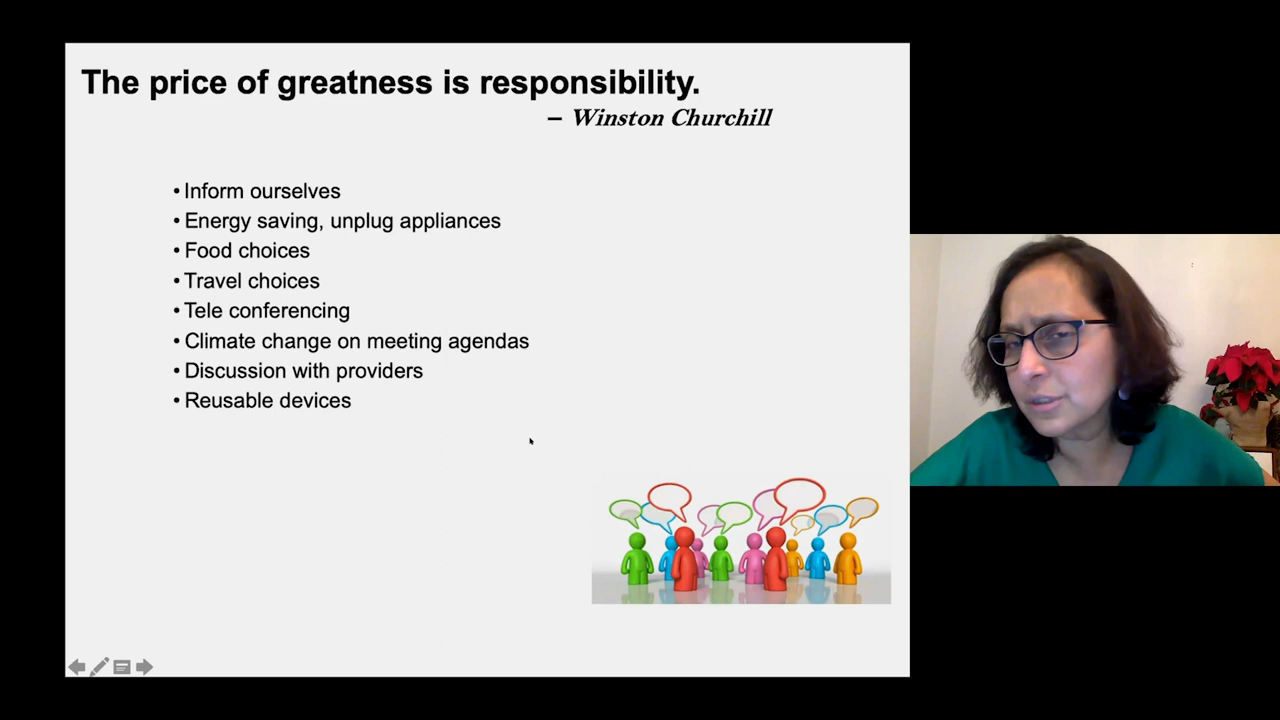 The price of greatness is responsibility.
– Winston Churchill
• Inform ourselves
• Energy saving, unplug appliances
• Food choices
• Travel choices
• Tele conferencing
• Climate change on meeting agendas
• Discussion with providers
• Reusable devices